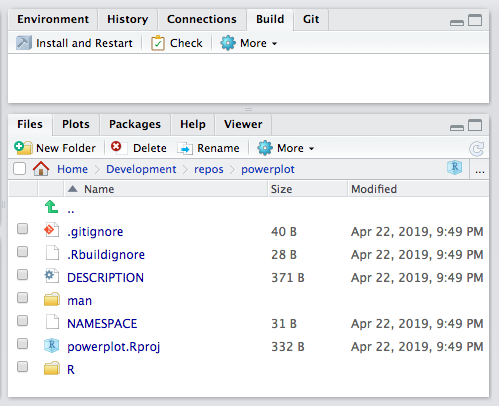 Environment History Connections Build Git
Install and Restart Check More
Files Plots Packages Help Viewer
New Folder Delete Rename More
Home Development repos powerplot R ...
Name Size Modified
..
.gitignore 40 B Apr 22, 2019, 9:49 PM
.Rbuildignore 28 B Apr 22, 2019, 9:49 PM
DESCRIPTION 371 B Apr 22, 2019, 9:49 PM
man
NAMESPACE 31 B Apr 22, 2019, 9:49 PM
R powerplot.Rproj 332 B Apr 22, 2019, 9:49 PM
R